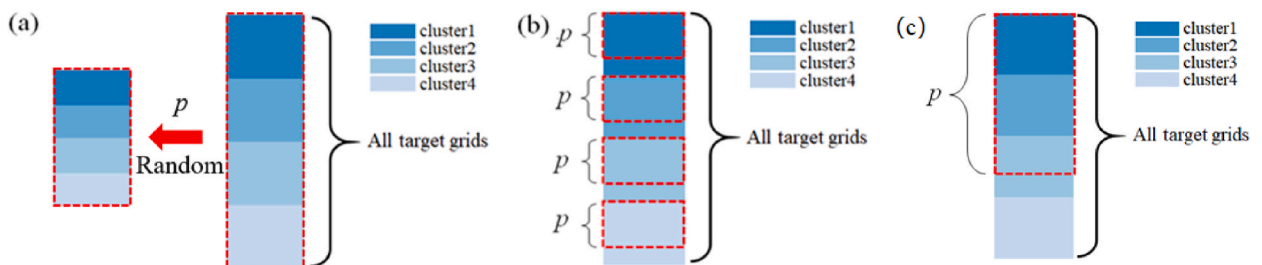 (a)
cluster1
cluster2
cluster3
cluster4
p
Random
All target grids
(b)
p
p
p
p
cluster1
cluster2
cluster3
cluster4
All target grids
(c)
p
cluster1
cluster2
cluster3
cluster4
All target grids